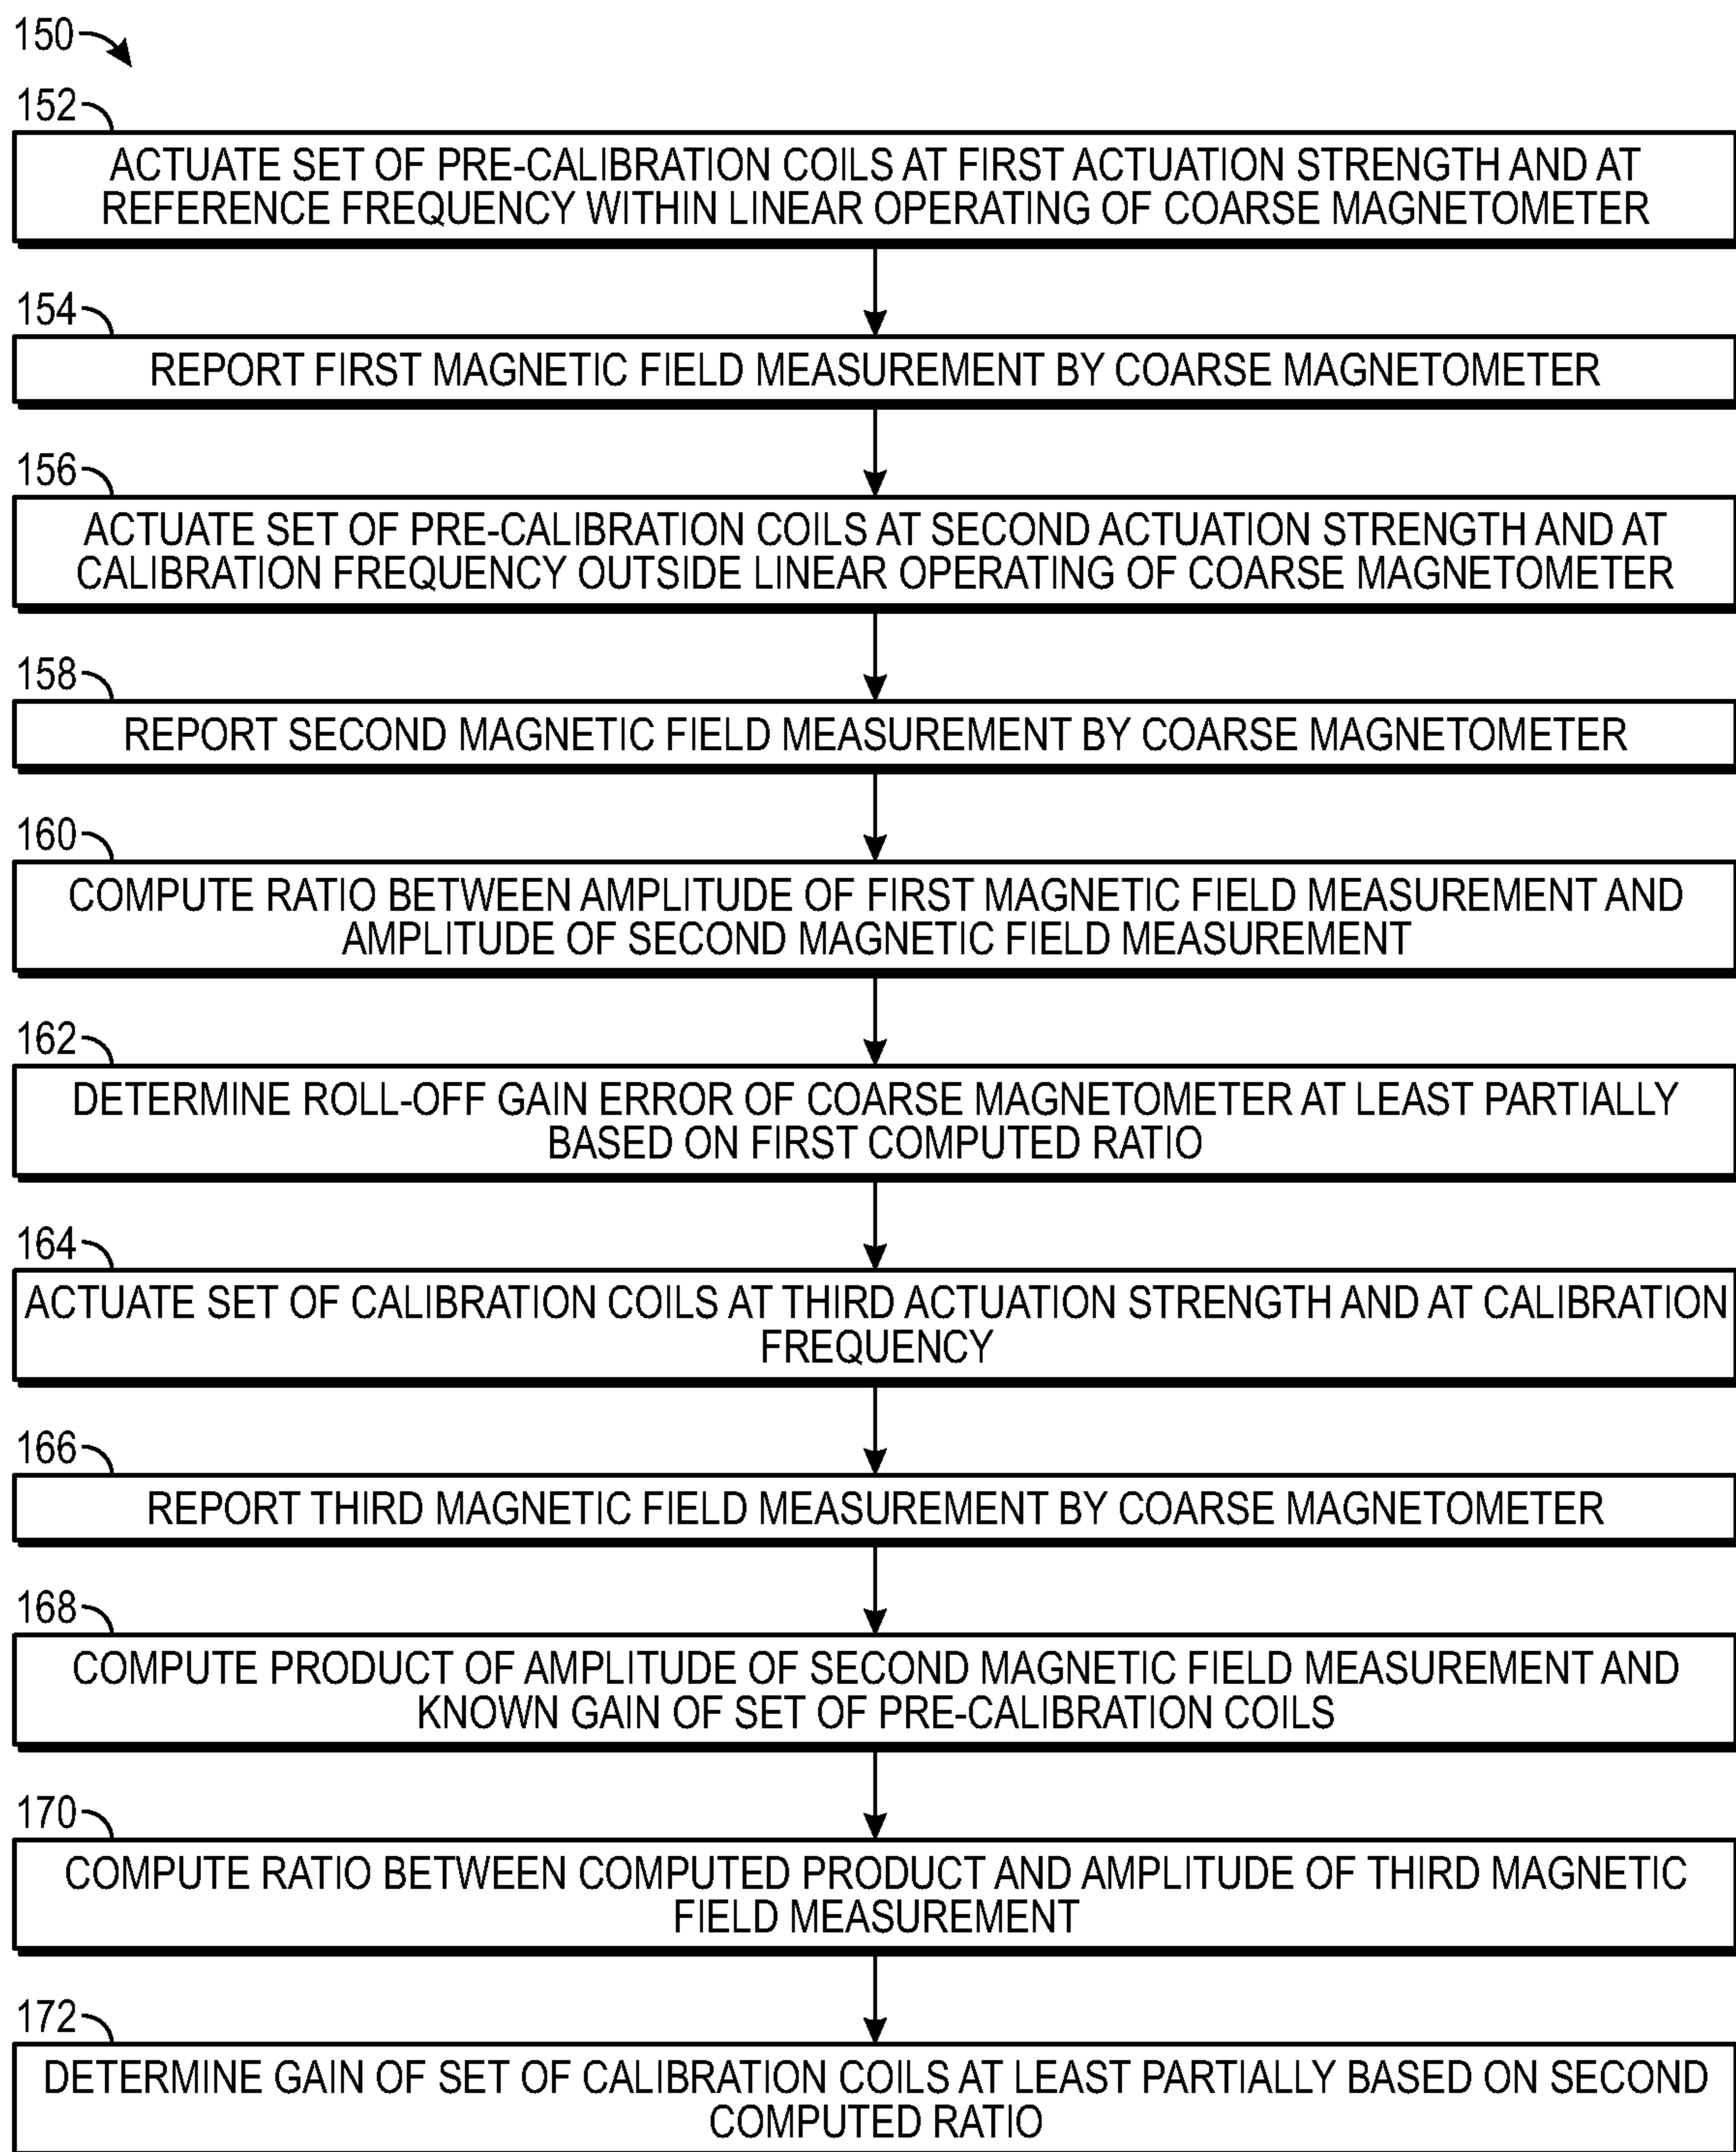 150
152
ACTUATE SET OF PRE-CALIBRATION COILS AT FIRST ACTUATION STRENGTH AND AT
REFERENCE FREQUENCY WITHIN LINEAR OPERATING OF COARSE MAGNETOMETER
154
REPORT FIRST MAGNETIC FIELD MEASUREMENT BY COARSE MAGNETOMETER
156
ACTUATE SET OF PRE-CALIBRATION COILS AT SECOND ACTUATION STRENGTH AND AT
CALIBRATION FREQUENCY OUTSIDE LINEAR OPERATING OF COARSE MAGNETOMETER
158
REPORT SECOND MAGNETIC FIELD MEASUREMENT BY COARSE MAGNETOMETER
160
COMPUTE RATIO BETWEEN AMPLITUDE OF FIRST MAGNETIC FIELD MEASUREMENT AND
AMPLITUDE OF SECOND MAGNETIC FIELD MEASUREMENT
162
DETERMINE ROLL-OFF GAIN ERROR OF COARSE MAGNETOMETER AT LEAST PARTIALLY
BASED ON FIRST COMPUTED RATIO
164
ACTUATE SET OF CALIBRATION COILS AT THIRD ACTUATION STRENGTH AND AT CALIBRATION
FREQUENCY
166
REPORT THIRD MAGNETIC FIELD MEASUREMENT BY COARSE MAGNETOMETER
168
COMPUTE PRODUCT OF AMPLITUDE OF SECOND MAGNETIC FIELD MEASUREMENT AND
KNOWN GAIN OF SET OF PRE-CALIBRATION COILS
170
COMPUTE RATIO BETWEEN COMPUTED PRODUCT AND AMPLITUDE OF THIRD MAGNETIC
FIELD MEASUREMENT
172
DETERMINE GAIN OF SET OF CALIBRATION COILS AT LEAST PARTIALLY BASED ON SECOND
COMPUTED RATIO